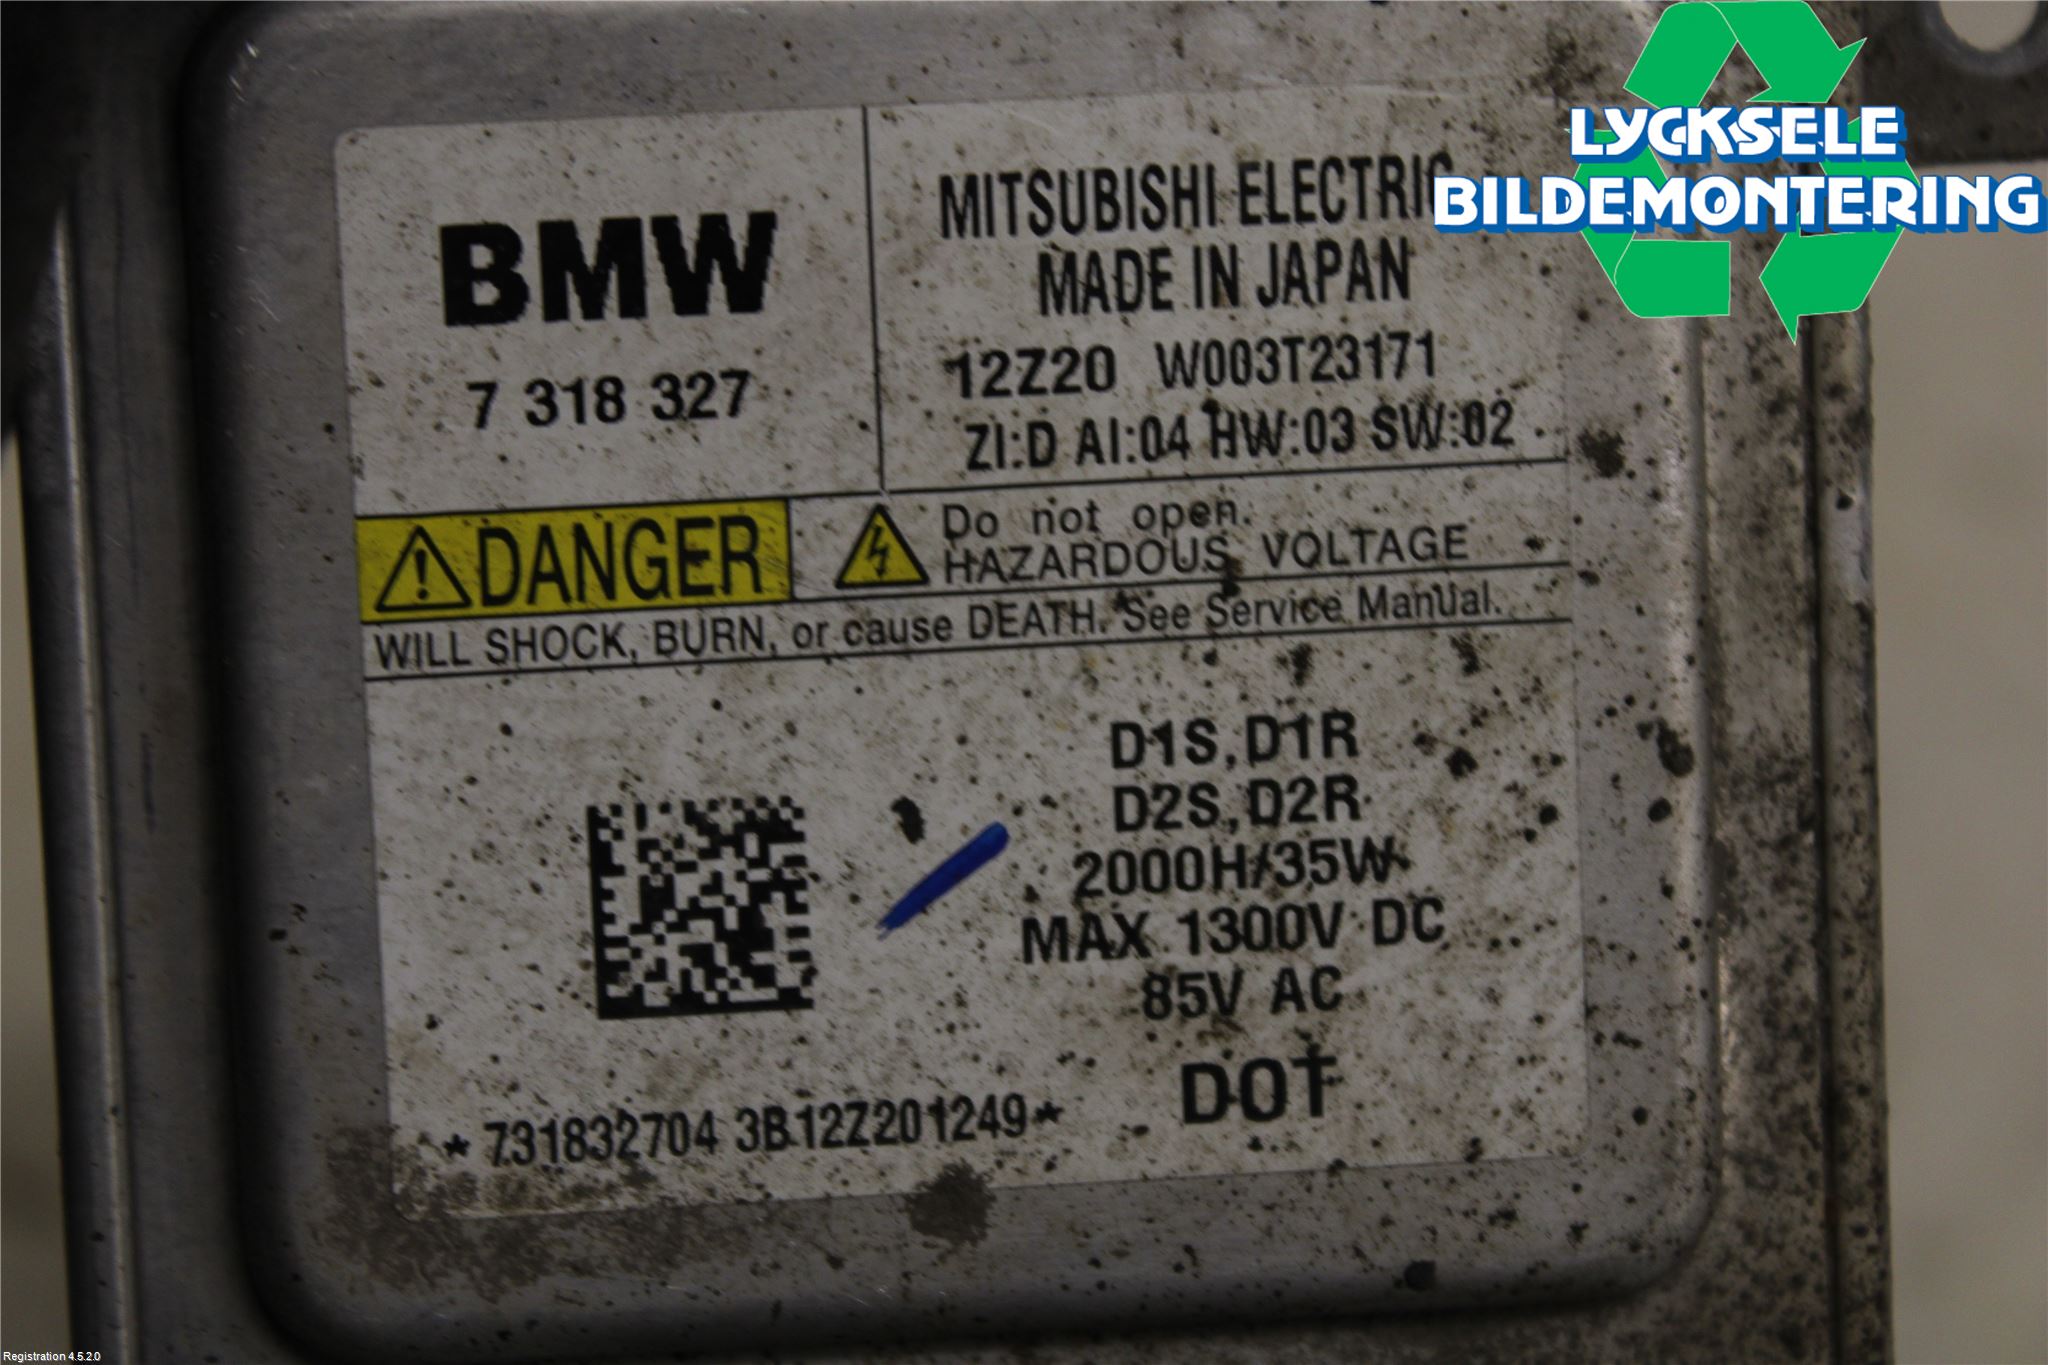 LYCKSELE
BILDEMONTERING
BMW
7 318 327
MITSUBISHI ELECTRIC
MADE IN JAPAN
12Z20 W003T23171
ZI:D AI:04 HW:03 SW:02
DANGER
Do not open.
HAZARDOUS VOLTAGE
WILL SHOCK, BURN, or cause DEATH. See Service Manual.
D1S, D1R
D2S, D2R
2000H/35W
MAX 1300V DC
85V AC
DOT
*731832704 3B12Z201249*
Registration 4.5.2.0